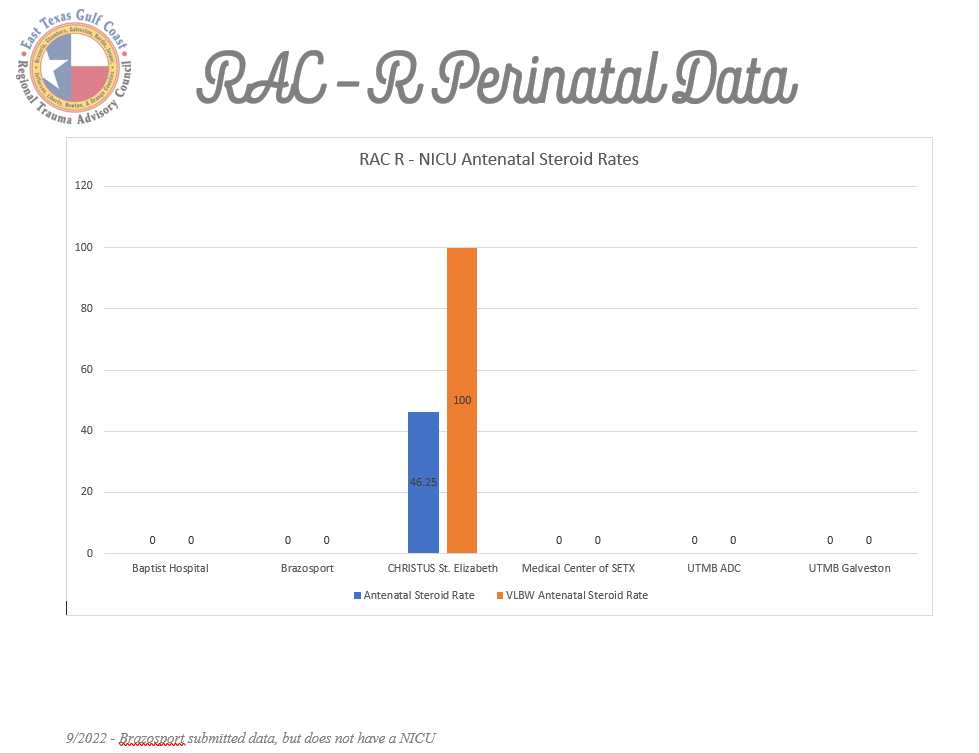 East Texas Gulf Coast
Regional Trauma Advisory Council
RAC – R Perinatal Data
RAC R - NICU Antenatal Steroid Rates
120
100
80
60
40
20
0
100
46.25
0 0 0 0 0 0 0 0 0 0
Baptist Hospital Brazosport CHRISTUS St. Elizabeth Medical Center of SETX UTMB ADC UTMB Galveston
Antenatal Steroid Rate VLBW Antenatal Steroid Rate
9/2022 - Brazosport submitted data, but does not have a NICU